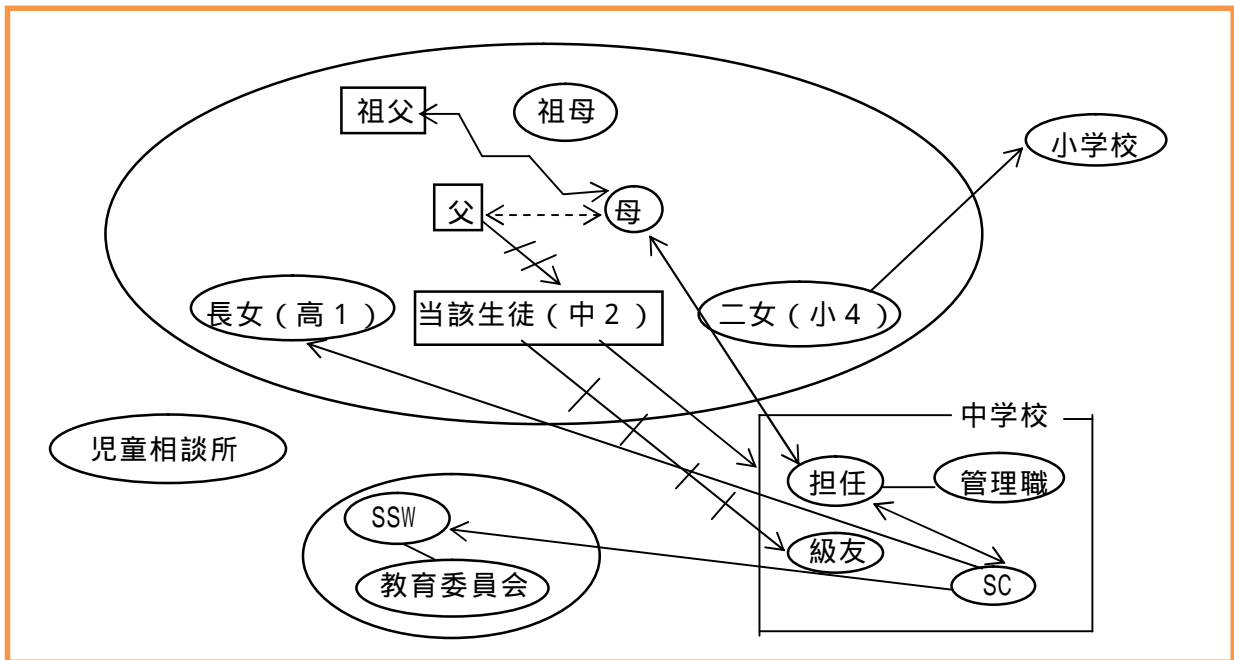 祖父
祖母
小学校
父
母
長女（高１）
当該生徒（中２）
二女（小４）
中学校
児童相談所
担任
管理職
SSW
級友
教育委員会
SC